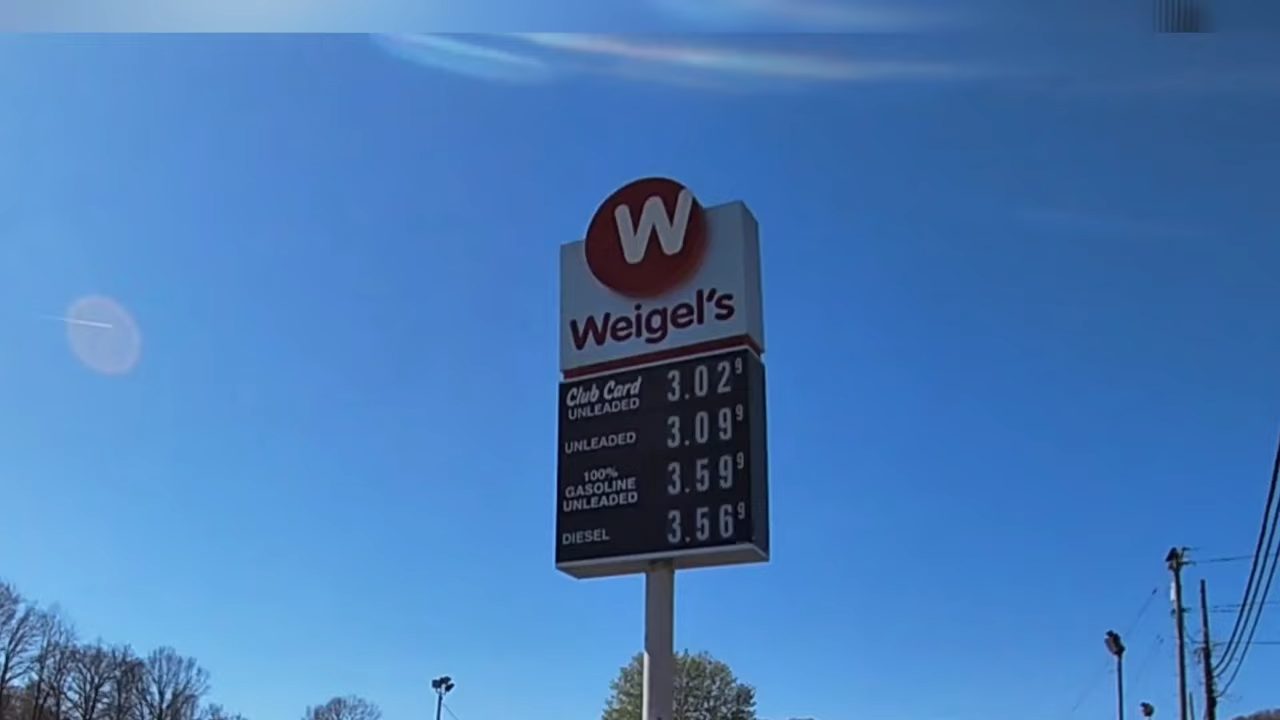 W
Weigel's
Club Card 3.02 9
UNLEADED
UNLEADED 3.09 9
100%
GASOLINE 3.59 9
UNLEADED
DIESEL 3.56 9